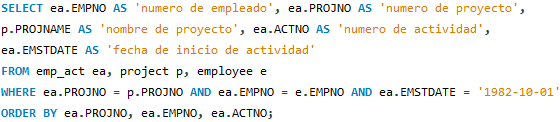 SELECT ea.EMPNO AS 'numero de empleado', ea.PROJNO AS 'numero de proyecto',
p.PROJNAME AS 'nombre de proyecto', ea.ACTNO AS 'numero de actividad',
ea.EMSTDATE AS 'fecha de inicio de actividad'
FROM emp_act ea, project p, employee e
WHERE ea.PROJNO = p.PROJNO AND ea.EMPNO = e.EMPNO AND ea.EMSTDATE = '1982-10-01'
ORDER BY ea.PROJNO, ea.EMPNO, ea.ACTNO;